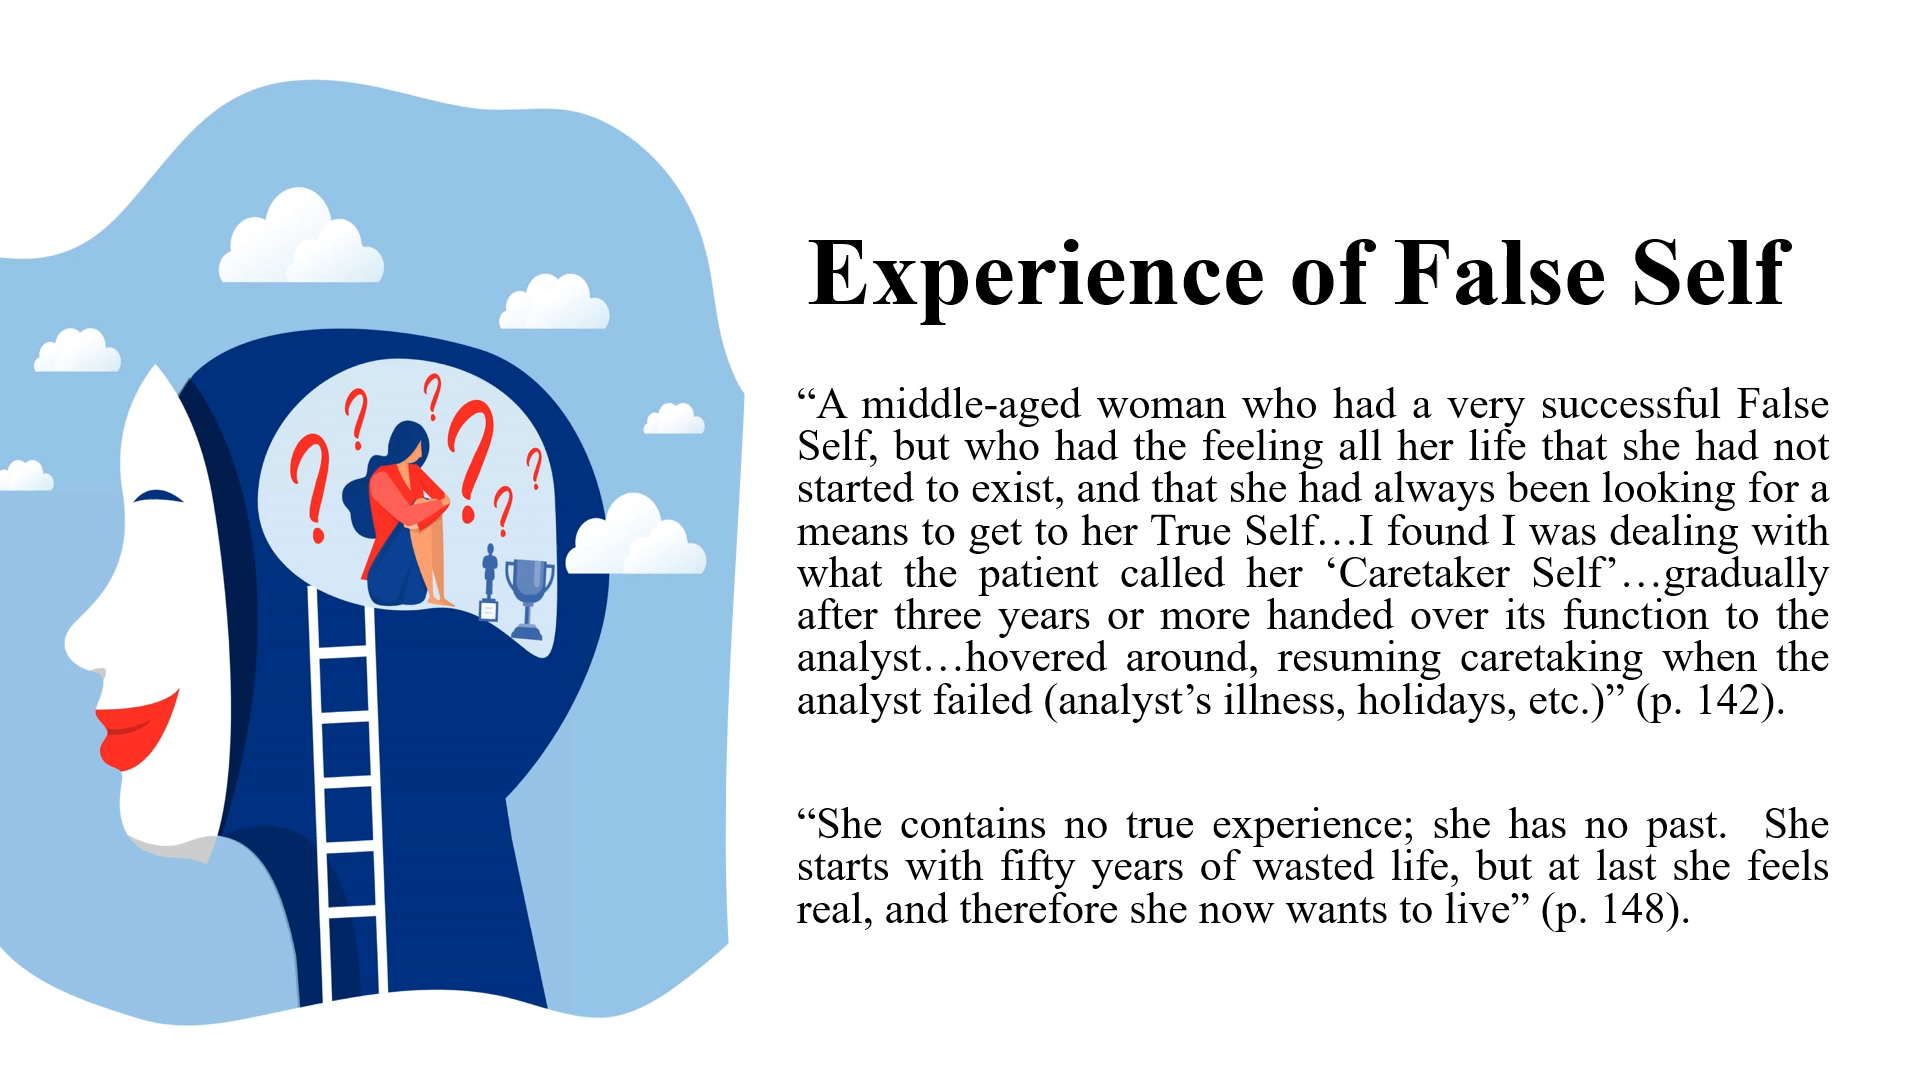 Experience of False Self
“A middle-aged woman who had a very successful False
Self, but who had the feeling all her life that she had not
started to exist, and that she had always been looking for a
means to get to her True Self…I found I was dealing with
what the patient called her ‘Caretaker Self’…gradually
after three years or more handed over its function to the
analyst…hovered around, resuming caretaking when the
analyst failed (analyst’s illness, holidays, etc.)” (p. 142).
“She contains no true experience; she has no past.  She
starts with fifty years of wasted life, but at last she feels
real, and therefore she now wants to live” (p. 148).
? ? ? ? ? ?